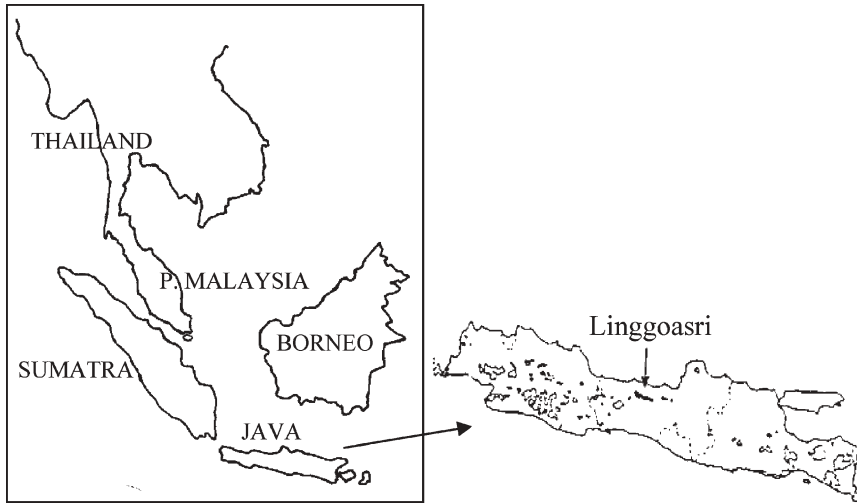 THAILAND
P. MALAYSIA
Linggoasri
BORNEO
SUMATRA
JAVA